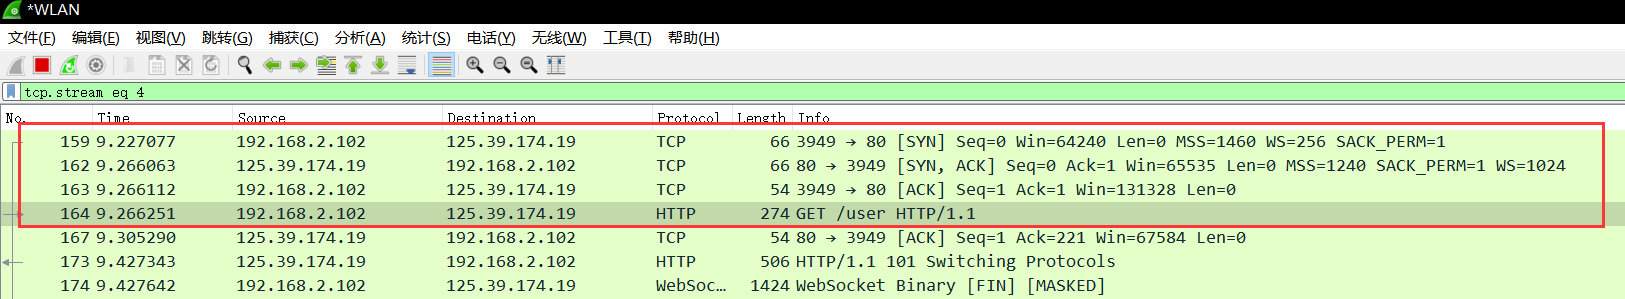 *WLAN
文件(F) 编辑(E) 视图(V) 跳转(G) 捕获(C) 分析(A) 统计(S) 电话(Y) 无线(W) 工具(T) 帮助(H)
tcp.stream eq 4
No. Time Source Destination Protocol Length Info
159 9.227077 192.168.2.102 125.39.174.19 TCP 66 3949 → 80 [SYN] Seq=0 Win=64240 Len=0 MSS=1460 WS=256 SACK_PERM=1
162 9.266063 125.39.174.19 192.168.2.102 TCP 66 80 → 3949 [SYN, ACK] Seq=0 Ack=1 Win=65535 Len=0 MSS=1240 SACK_PERM=1 WS=1024
163 9.266112 192.168.2.102 125.39.174.19 TCP 54 3949 → 80 [ACK] Seq=1 Ack=1 Win=131328 Len=0
164 9.266251 192.168.2.102 125.39.174.19 HTTP 274 GET /user HTTP/1.1
167 9.305290 125.39.174.19 192.168.2.102 TCP 54 80 → 3949 [ACK] Seq=1 Ack=221 Win=67584 Len=0
173 9.427343 125.39.174.19 192.168.2.102 HTTP 506 HTTP/1.1 101 Switching Protocols
174 9.427642 192.168.2.102 125.39.174.19 WebSoc… 1424 WebSocket Binary [FIN] [MASKED]